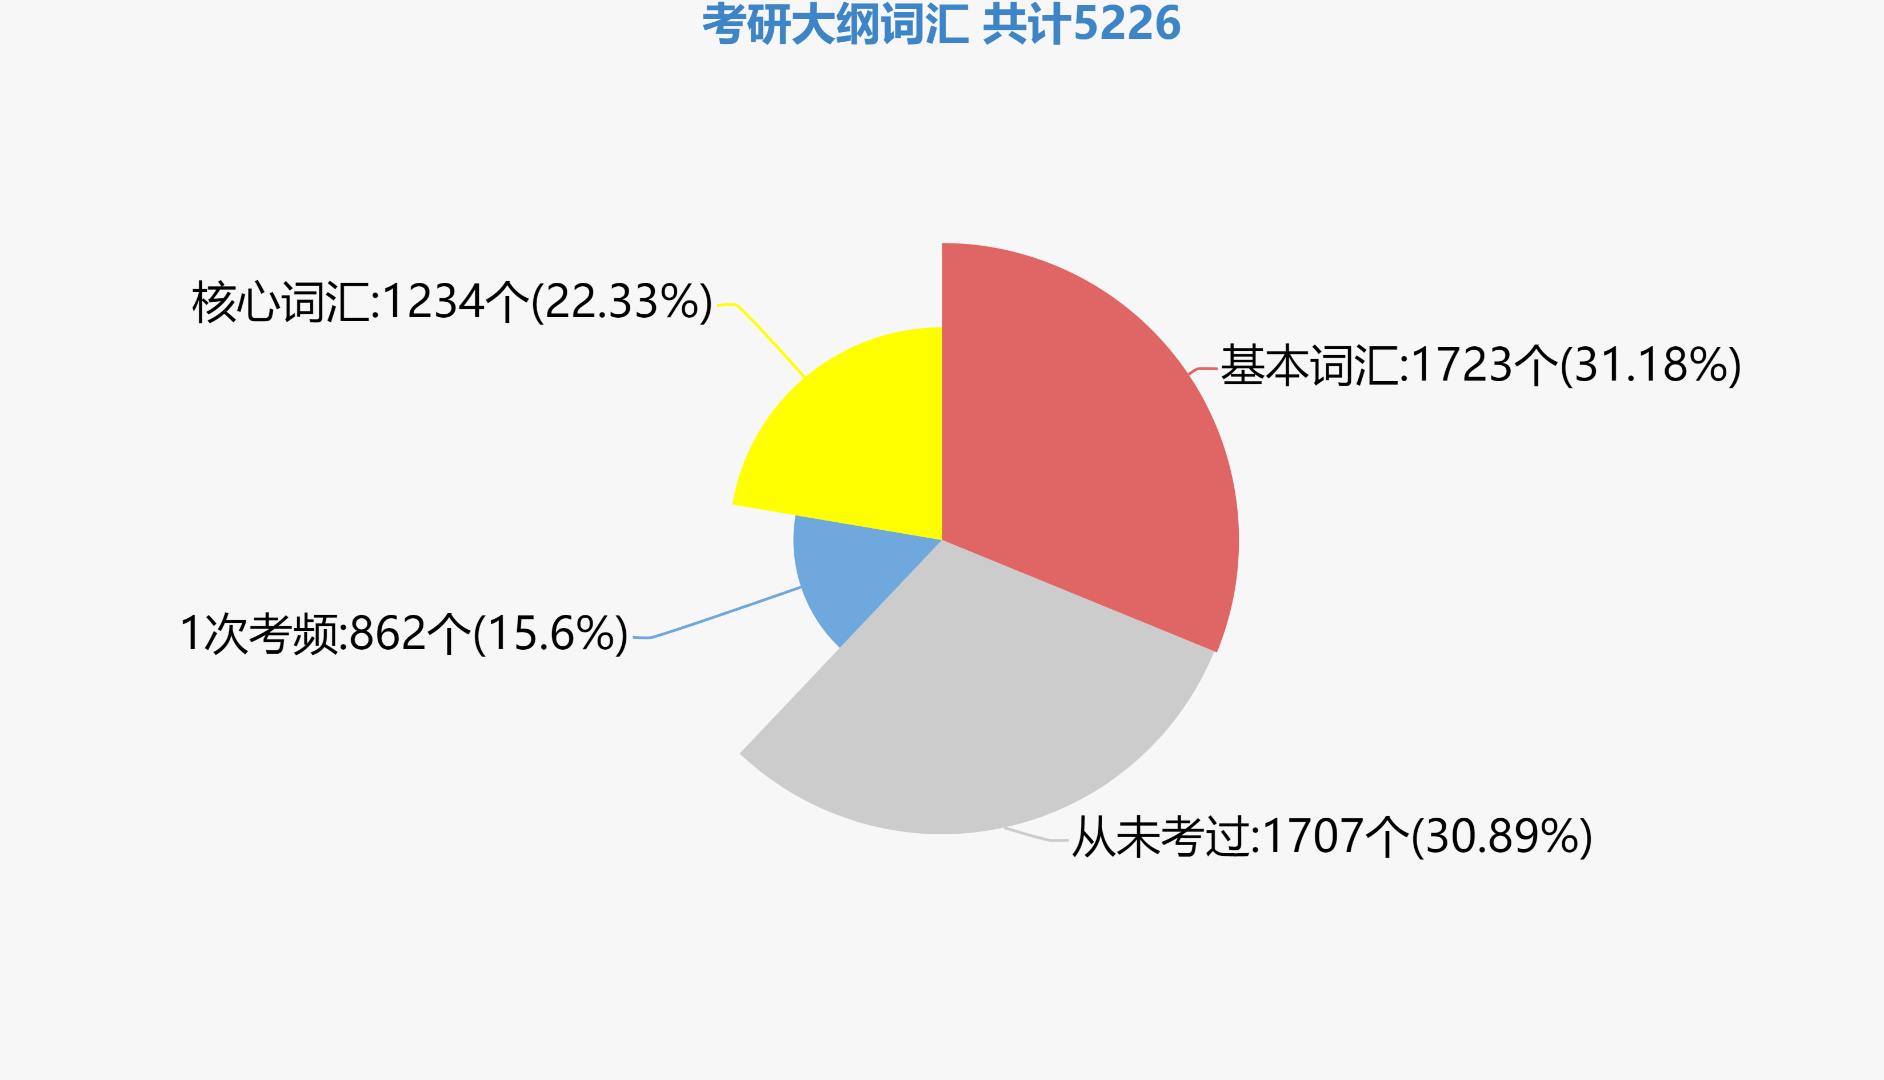 考研大纲词汇 共计5226
核心词汇:1234个(22.33%)
基本词汇:1723个(31.18%)
1次考频:862个(15.6%)
从未考过:1707个(30.89%)